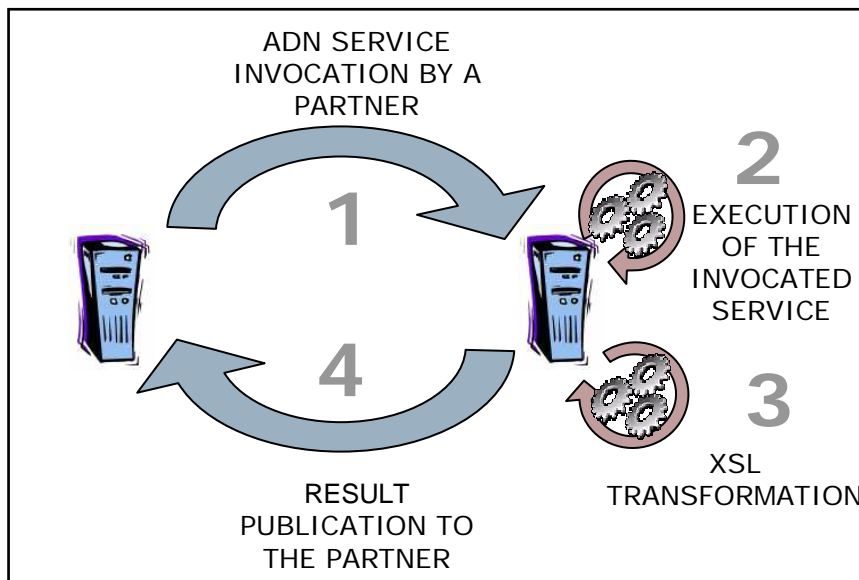 ADN SERVICE
INVOCATION BY A
PARTNER
1
2
EXECUTION
OF THE
INVOCATED
SERVICE
3
XSL
TRANSFORMATION
4
RESULT
PUBLICATION TO
THE PARTNER